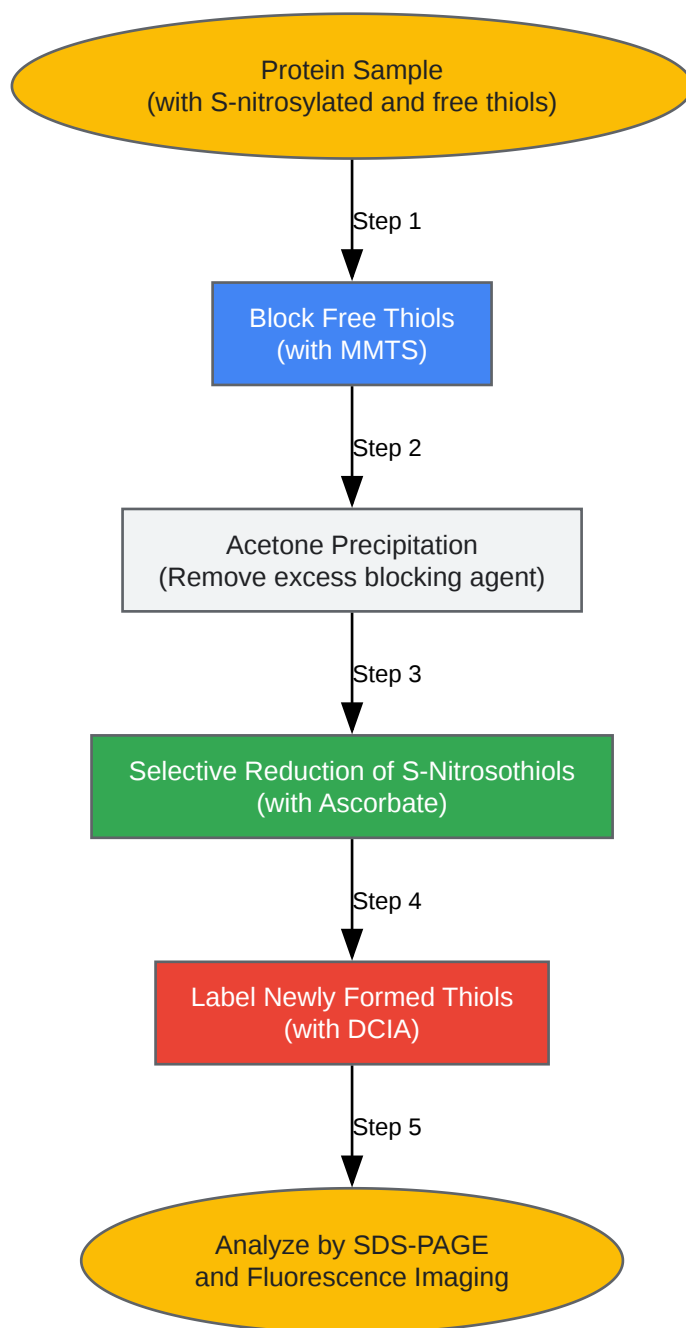 Protein Sample
(with S-nitrosylated and free thiols)
Step 1
Block Free Thiols
(with MMTS)
Step 2
Acetone Precipitation
(Remove excess blocking agent)
Step 3
Selective Reduction of S-Nitrosothiols
(with Ascorbate)
Step 4
Label Newly Formed Thiols
(with DCIA)
Step 5
Analyze by SDS-PAGE
and Fluorescence Imaging